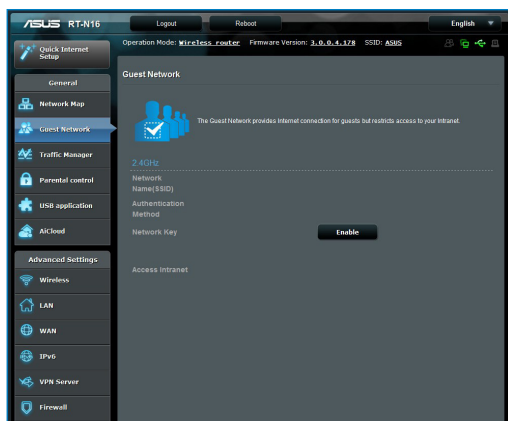 ASUS RT-N16 Logout Reboot English
Operation Mode: Wireless router Firmware Version: 3.0.0.4.178 SSID: ASUS
Quick Internet
Setup
General
Network Map
Guest Network
Traffic Manager
Parental control
USB application
AiCloud
Advanced Settings
Wireless
LAN
WAN
IPv6
VPN Server
Firewall
Guest Network
The Guest Network provides Internet connection for guests but restricts access to your Intranet.
2.4GHz
Network
Name(SSID)
Authentication
Method
Network Key Enable
Access Intranet